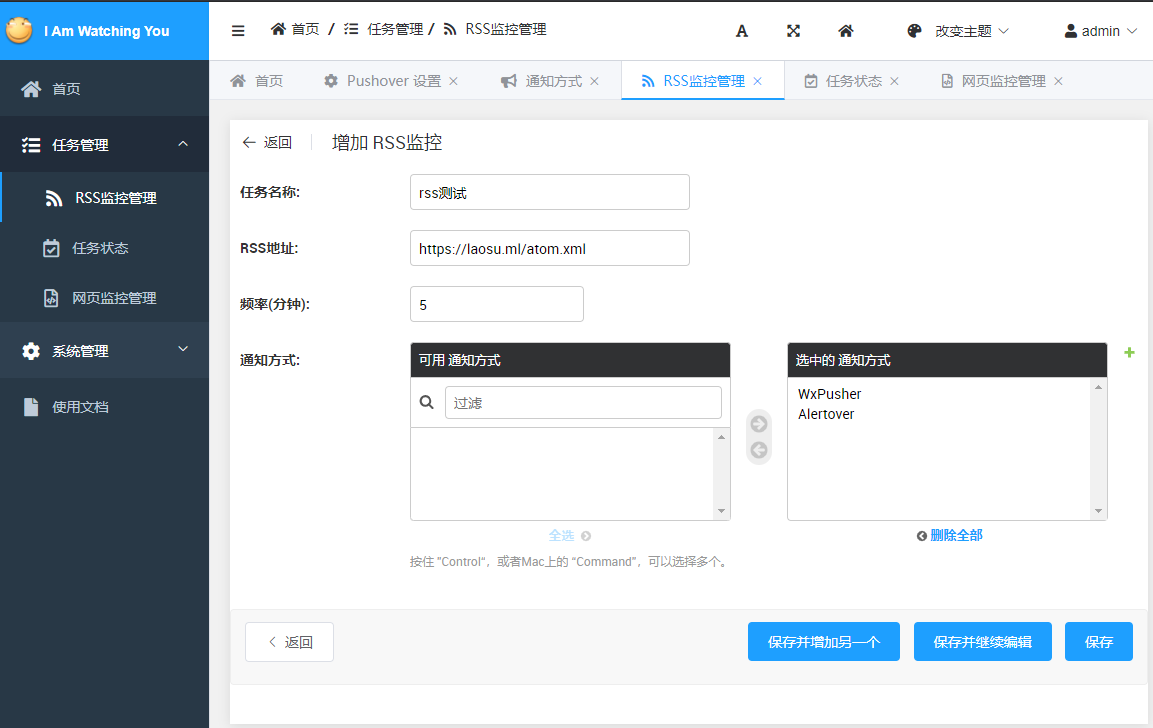 I Am Watching You
首页 / 任务管理 / RSS监控管理
A
改变主题
admin
首页
Pushover 设置 ×
通知方式 ×
RSS监控管理 ×
任务状态 ×
网页监控管理 ×
首页
任务管理
RSS监控管理
任务状态
网页监控管理
系统管理
使用文档
返回
增加 RSS监控
任务名称:
rss测试
RSS地址:
https://laosu.ml/atom.xml
频率(分钟):
5
通知方式:
可用 通知方式
过滤
全选
选中的 通知方式
WxPusher
Alertover
删除全部
按住 "Control“，或者Mac上的 “Command”，可以选择多个。
返回
保存并增加另一个
保存并继续编辑
保存